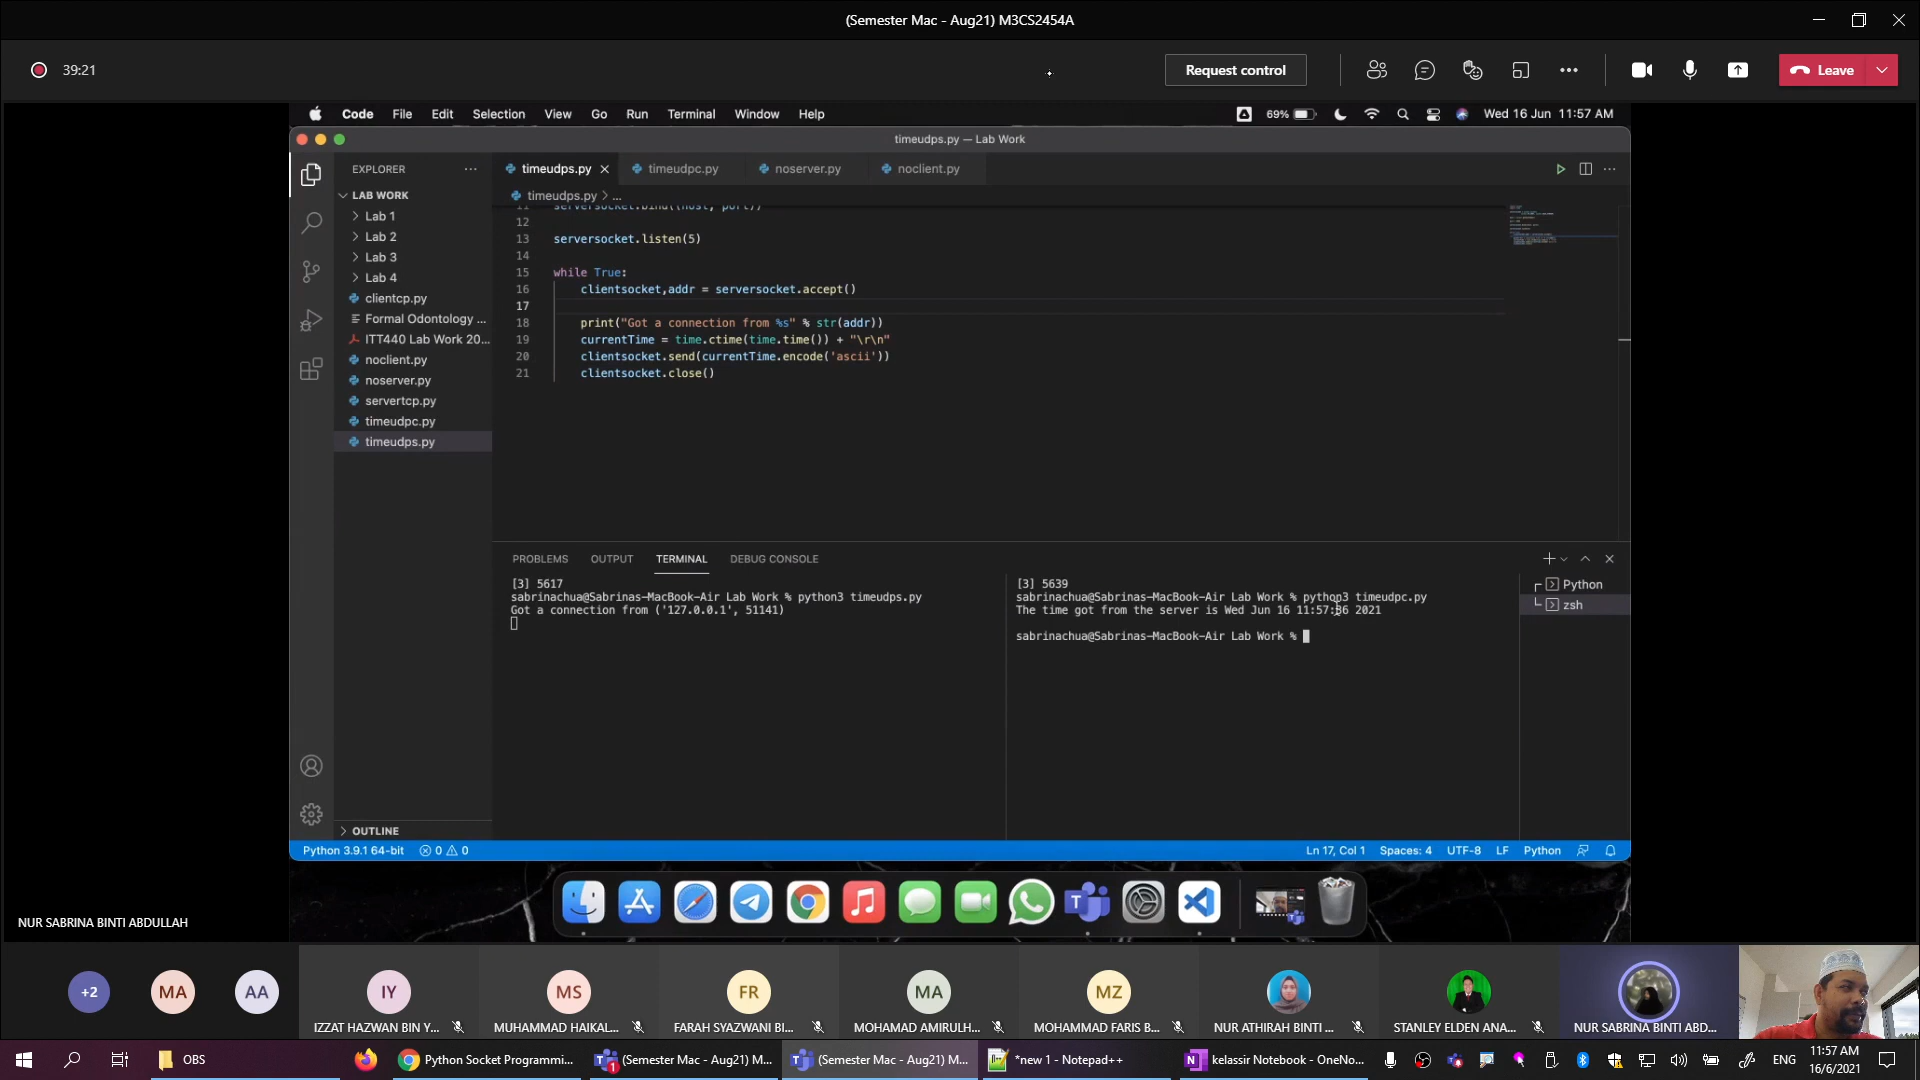 (Semester Mac - Aug21) M3CS2454A
39:21
Request control
Leave
Code File Edit Selection View Go Run Terminal Window Help
69%
Wed 16 Jun 11:57 AM
timeudps.py — Lab Work
EXPLORER
timeudps.py
timeudpc.py
noserver.py
noclient.py
timeudps.py > ...
LAB WORK
Lab 1
Lab 2
Lab 3
Lab 4
clientcp.py
Formal Odontology ...
ITT440 Lab Work 20...
noclient.py
noserver.py
servertcp.py
timeudpc.py
timeudps.py
OUTLINE
11 serversocket.bind((host, port))
12
13 serversocket.listen(5)
14
15 while True:
16 clientsocket,addr = serversocket.accept()
17
18 print("Got a connection from %s" % str(addr))
19 currentTime = time.ctime(time.time()) + "\r\n"
20 clientsocket.send(currentTime.encode('ascii'))
21 clientsocket.close()
PROBLEMS OUTPUT TERMINAL DEBUG CONSOLE
[3] 5617
sabrinachua@Sabrinas-MacBook-Air Lab Work % python3 timeudps.py
Got a connection from ('127.0.0.1', 51141)
[3] 5639
sabrinachua@Sabrinas-MacBook-Air Lab Work % python3 timeudpc.py
The time got from the server is Wed Jun 16 11:57:36 2021
sabrinachua@Sabrinas-MacBook-Air Lab Work %
Python
zsh
Python 3.9.1 64-bit 0 0
Ln 17, Col 1 Spaces: 4 UTF-8 LF Python
NUR SABRINA BINTI ABDULLAH
+2
MA
AA
IY
IZZAT HAZWAN BIN Y...
MS
MUHAMMAD HAIKAL...
FR
FARAH SYAZWANI BI...
MA
MOHAMAD AMIRULH...
MZ
MOHAMMAD FARIS B...
NUR ATHIRAH BINTI ...
STANLEY ELDEN ANA...
NUR SABRINA BINTI ABD...
OBS
Python Socket Programmi...
1
(Semester Mac - Aug21) M...
(Semester Mac - Aug21) M...
*new 1 - Notepad++
kelassir Notebook - OneNo...
ENG
11:57 AM
16/6/2021